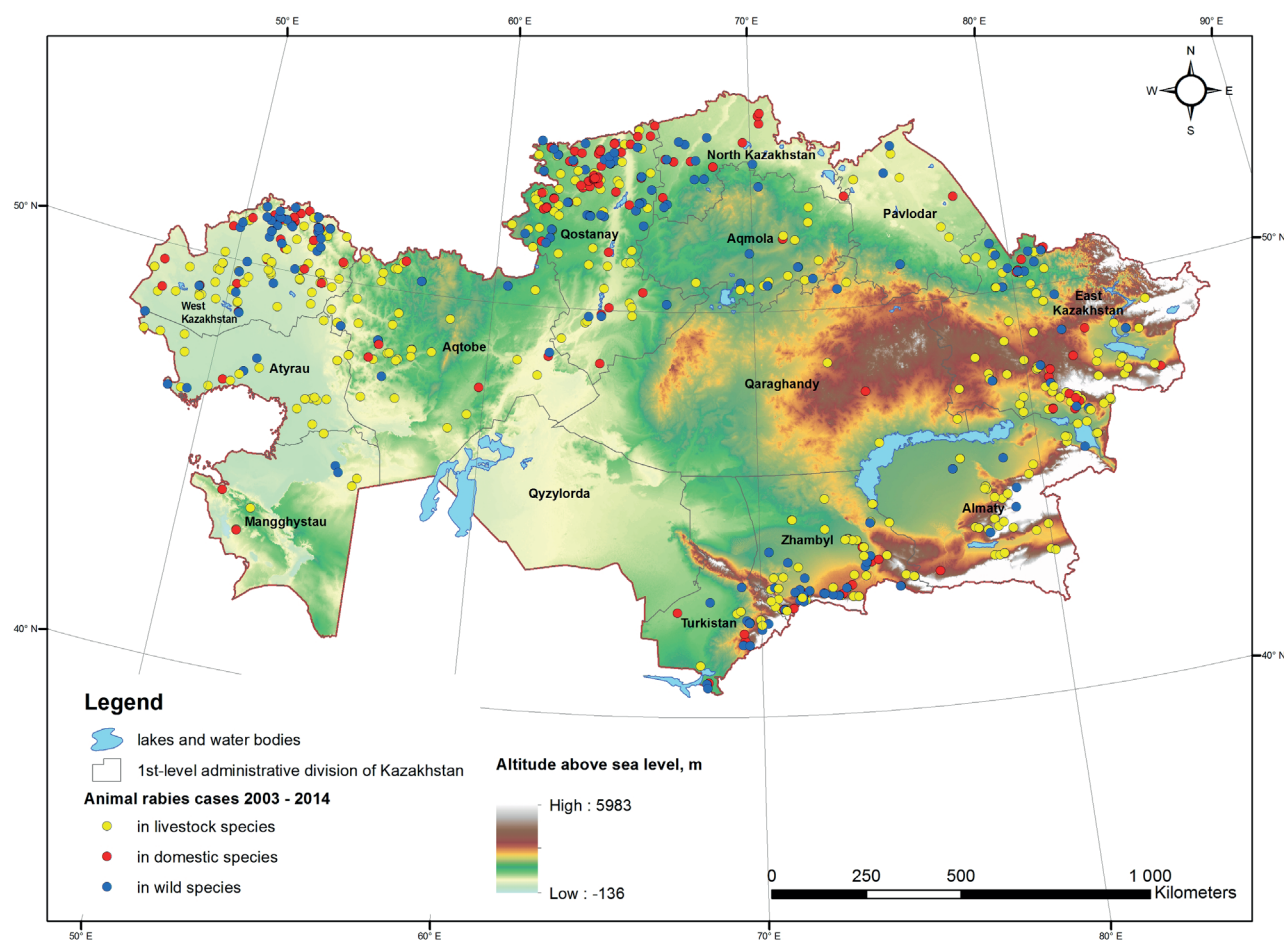 50° E
60° E
70° E
80° E
90° E
N
W
E
S
North Kazakhstan
50° N
Pavlodar
Qostanay
Aqmola
50° N
West
Kazakhstan
East
Kazakhstan
Aqtobe
Atyrau
Qaraghandy
Qyzylorda
Almaty
Mangghystau
Zhambyl
Turkistan
40° N
40° N
Legend
lakes and water bodies
1st-level administrative division of Kazakhstan
Animal rabies cases 2003 - 2014
in livestock species
in domestic species
in wild species
Altitude above sea level, m
High : 5983
Low : -136
0
250
500
1 000
Kilometers
50° E
60° E
70° E
80° E